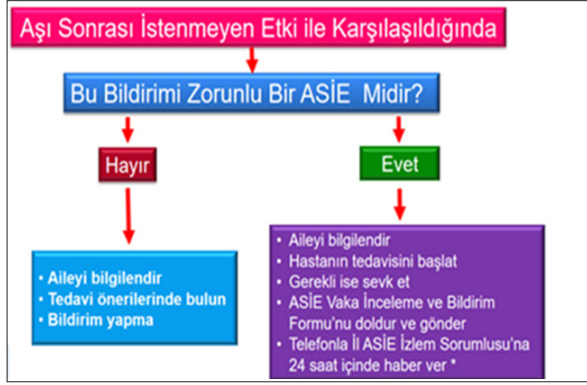 Aşı Sonrası İstenmeyen Etki ile Karşılaşıldığında
Bu Bildirimi Zorunlu Bir ASİE Midir?
Hayır
Evet
• Aileyi bilgilendir
• Tedavi önerilerinde bulun
• Bildirim yapma
• Aileyi bilgilendir
• Hastanın tedavisini başlat
• Gerekli ise sevk et
• ASİE Vaka İnceleme ve Bildirim
Formu'nu doldur ve gönder
• Telefonla İl ASİE İzlem Sorumlusu'na
24 saat içinde haber ver *